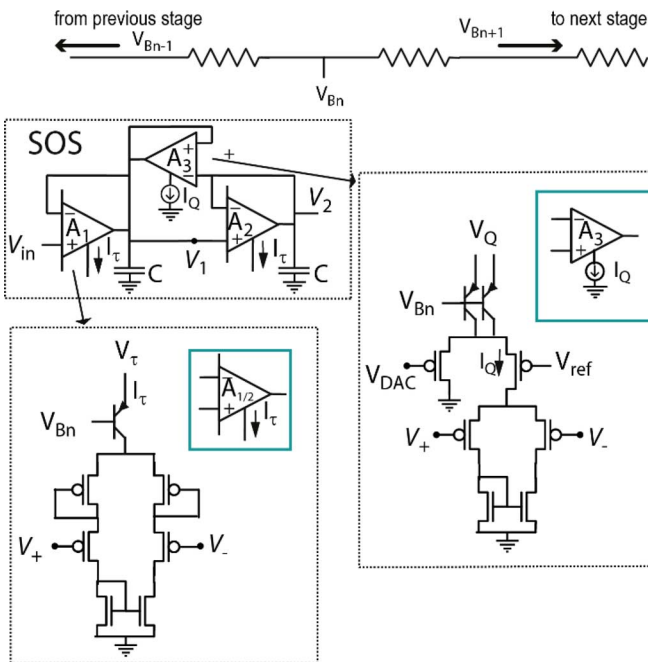 from previous stage
to next stage
V_Bn-1
V_Bn+1
V_Bn
SOS
A_3
+
−
+
I_Q
−
A_1
+
V_in
I_τ
−
A_2
+
V_2
I_τ
C
V_1
C
V_Q
−
A_3
+
I_Q
V_Bn
V_DAC
I_Q
V_ref
V_+
V_-
V_τ
I_τ
V_Bn
−
A_1/2
+
I_τ
V_+
V_-